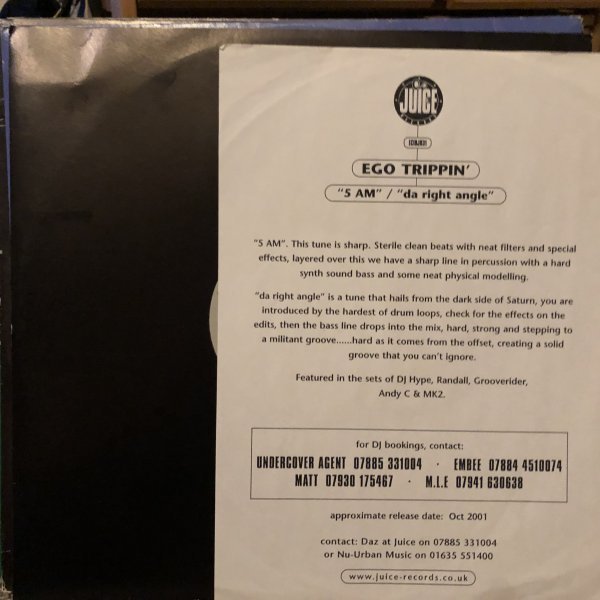 JUICE
RECORDS
EGO TRIPPIN'
"5 AM" / "da right angle"
"5 AM". This tune is sharp. Sterile clean beats with neat filters and special
effects, layered over this we have a sharp line in percussion with a hard
synth sound bass and some neat physical modelling.
"da right angle" is a tune that hails from the dark side of Saturn, you are
introduced by the hardest of drum loops, check for the effects on the
edits, then the bass line drops into the mix, hard, strong and stepping to
a militant groove......hard as it comes from the offset, creating a solid
groove that you can't ignore.
Featured in the sets of DJ Hype, Randall, Grooverider,
Andy C & MK2.
for DJ bookings, contact:
UNDERCOVER AGENT 07885 331004 · EMBEE 07884 4510074
MATT 07930 175467 · M.I.E 07941 630638
approximate release date: Oct 2001
contact: Daz at Juice on 07885 331004
or Nu-Urban Music on 01635 551400
www.juice-records.co.uk